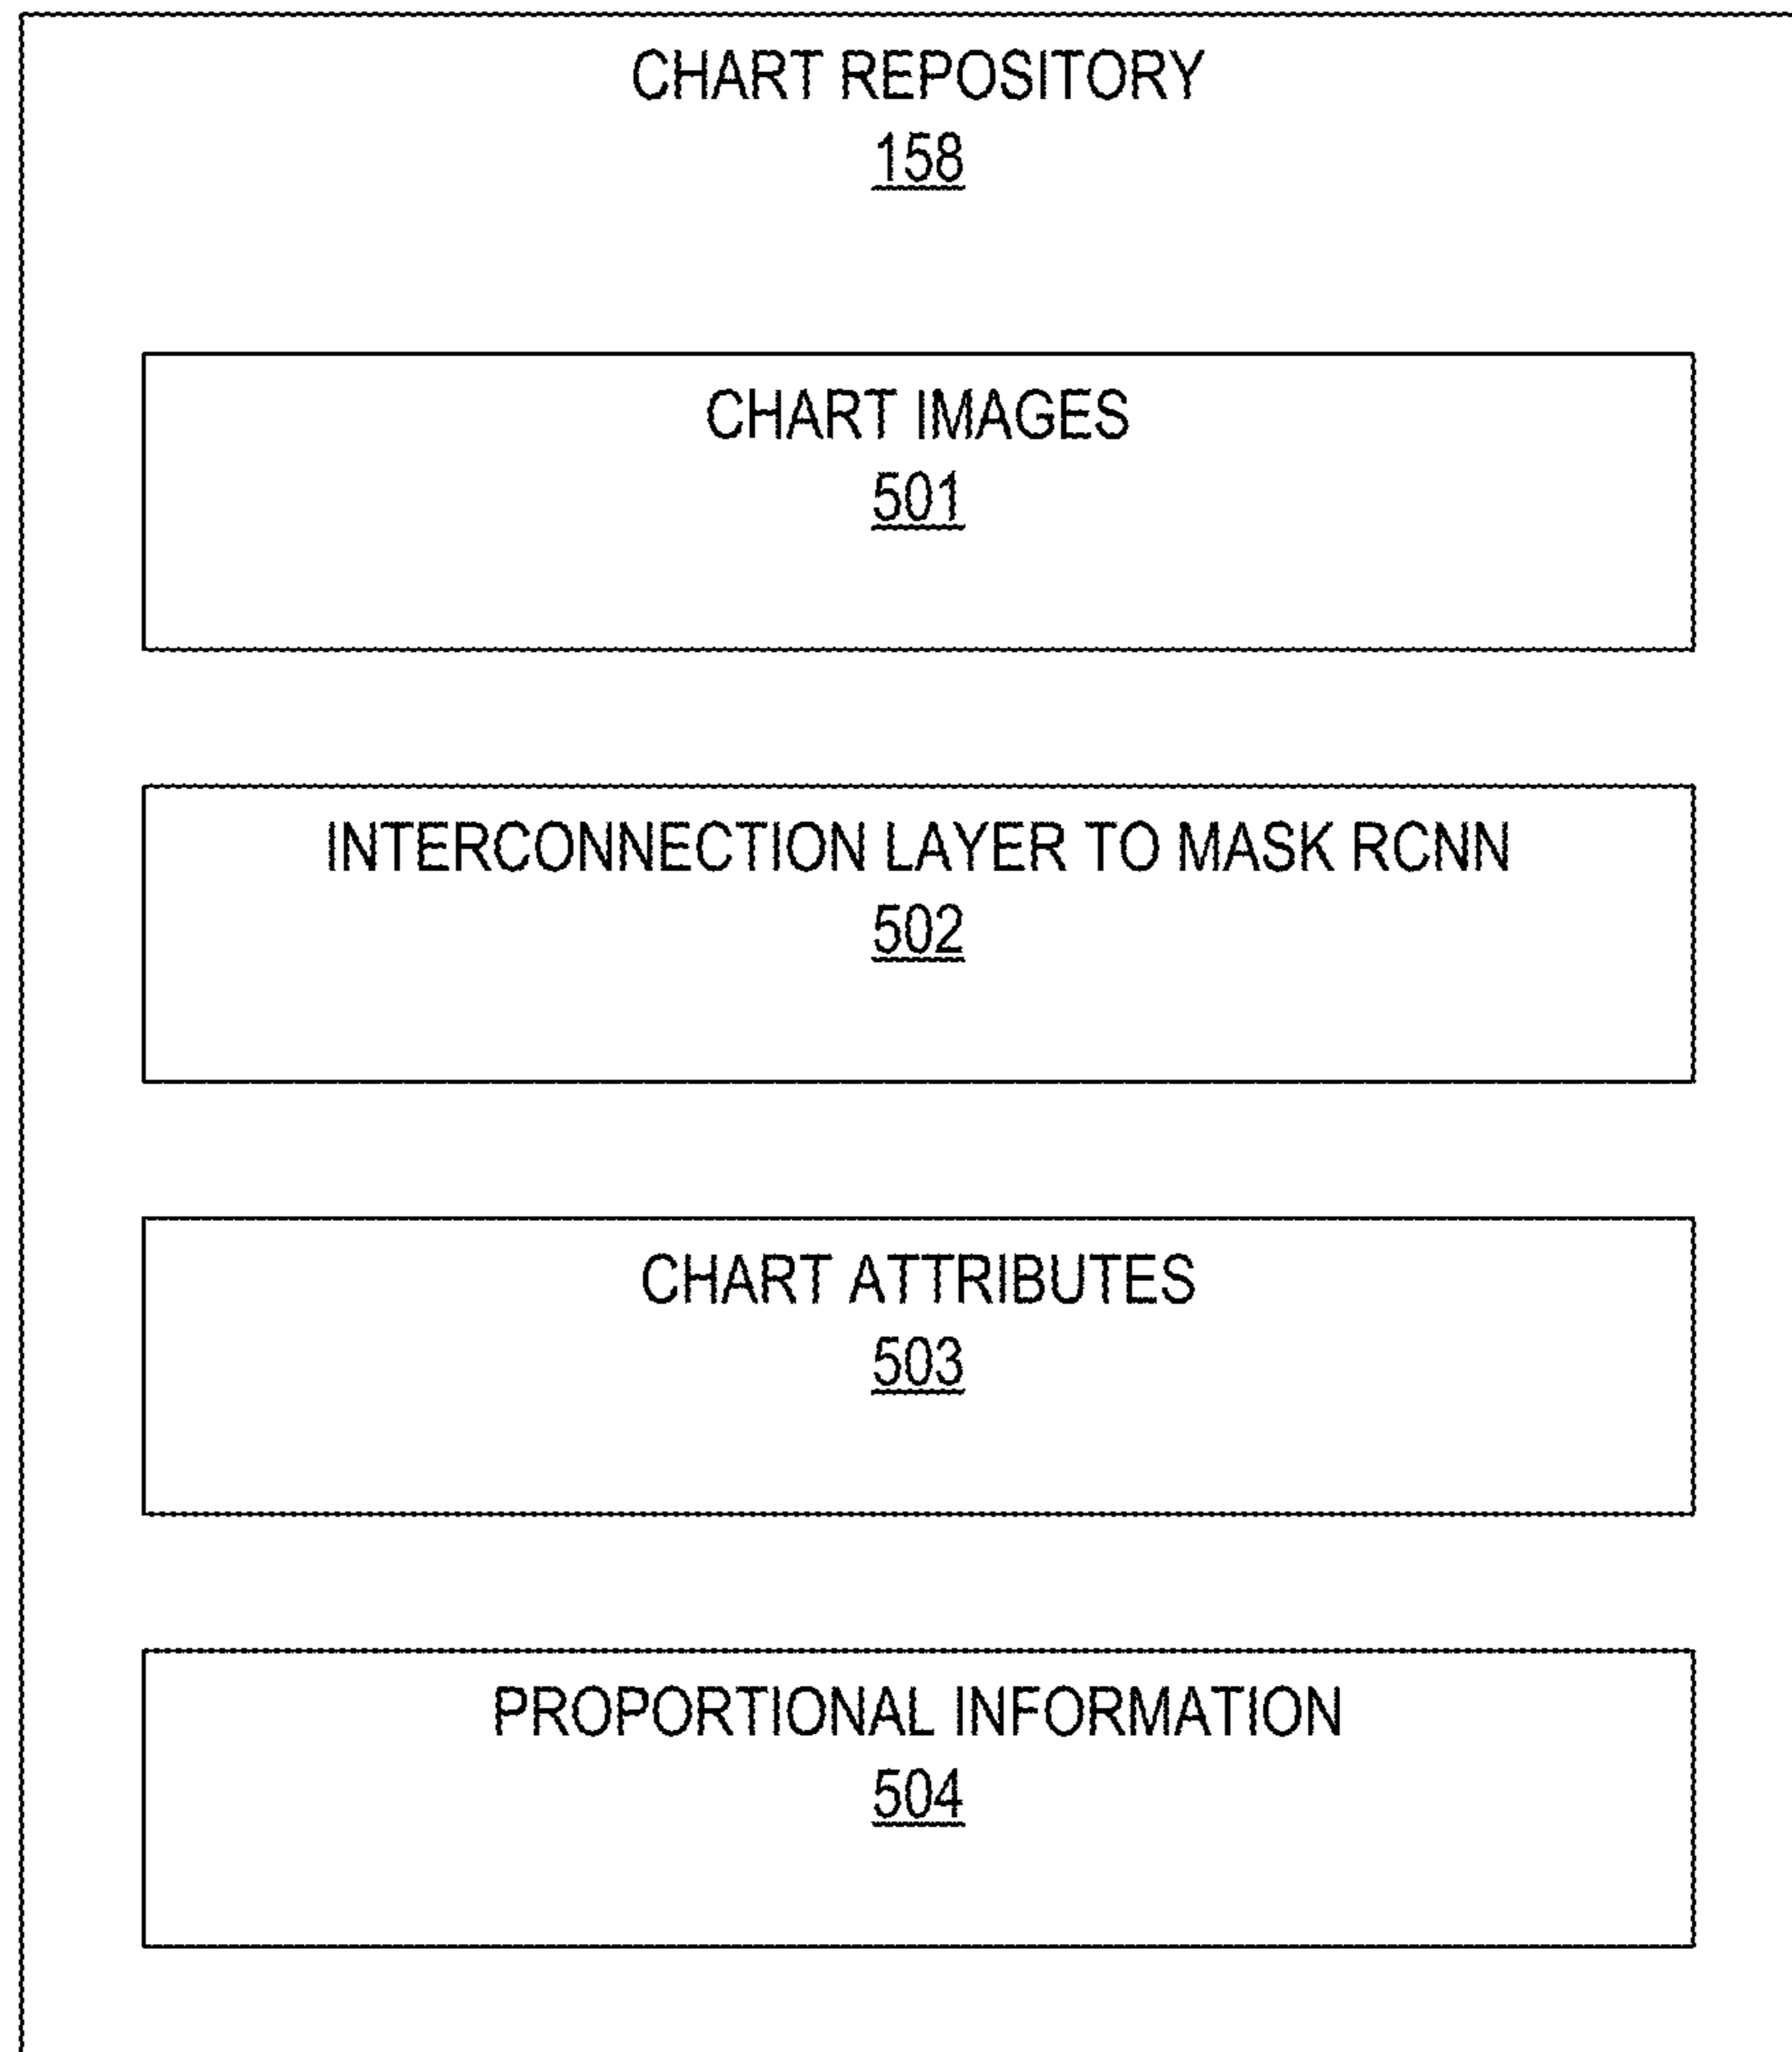 CHART REPOSITORY
158
CHART IMAGES
501
INTERCONNECTION LAYER TO MASK RCNN
502
CHART ATTRIBUTES
503
PROPORTIONAL INFORMATION
504